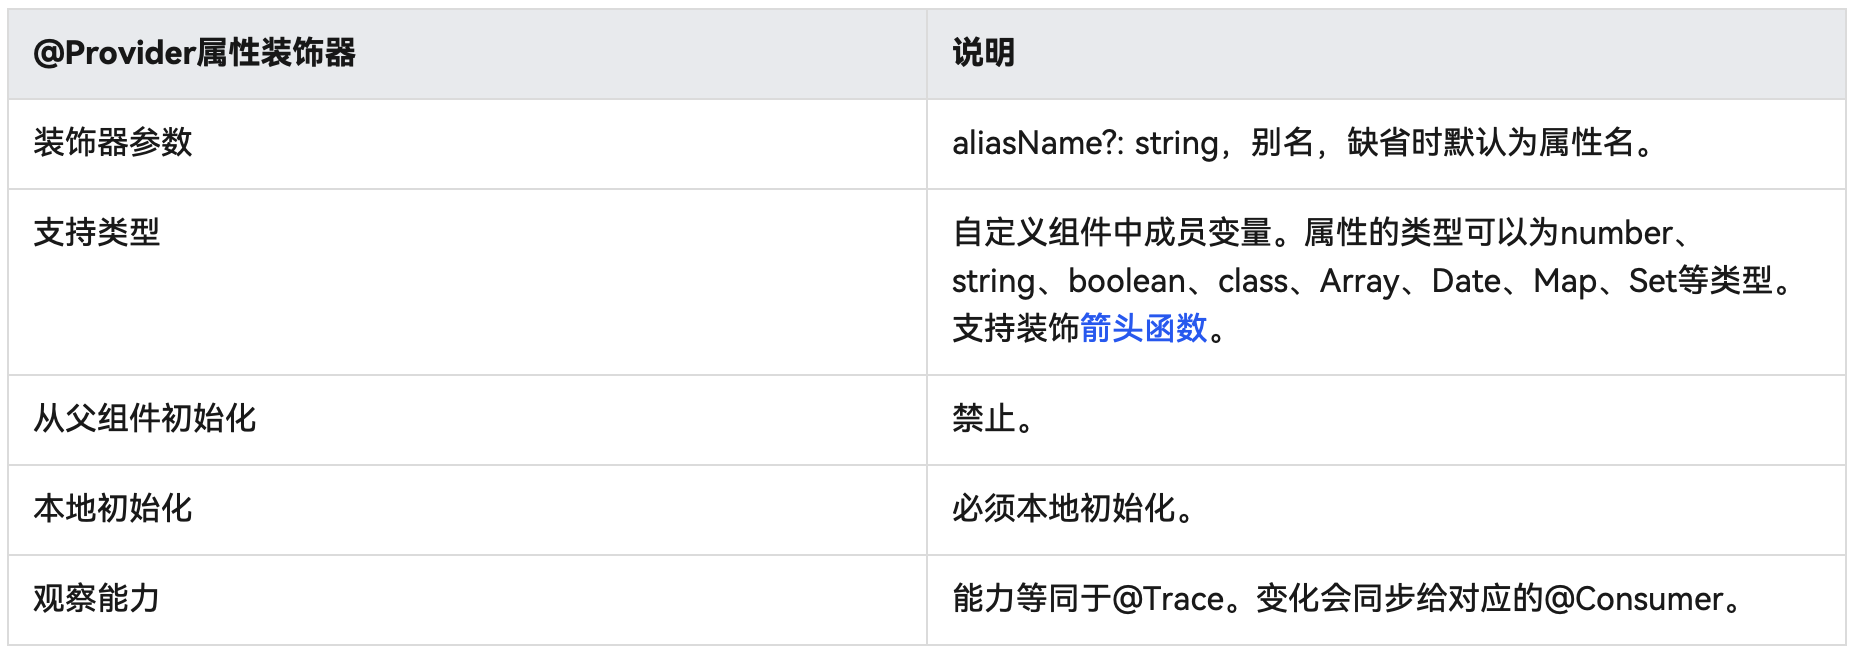 @Provider属性装饰器
说明
装饰器参数
aliasName?: string，别名，缺省时默认为属性名。
支持类型
自定义组件中成员变量。属性的类型可以为number、
string、boolean、class、Array、Date、Map、Set等类型。
支持装饰箭头函数。
从父组件初始化
禁止。
本地初始化
必须本地初始化。
观察能力
能力等同于@Trace。变化会同步给对应的@Consumer。